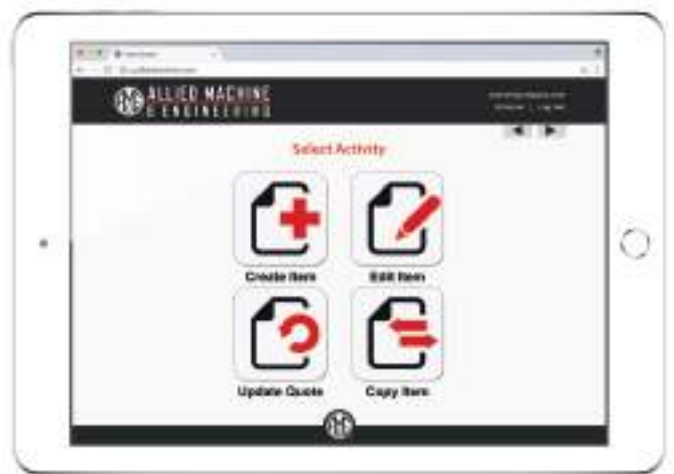 ALLIED MACHINE
& ENGINEERING
Select Activity
Create Item
Edit Item
Update Quote
Copy Item